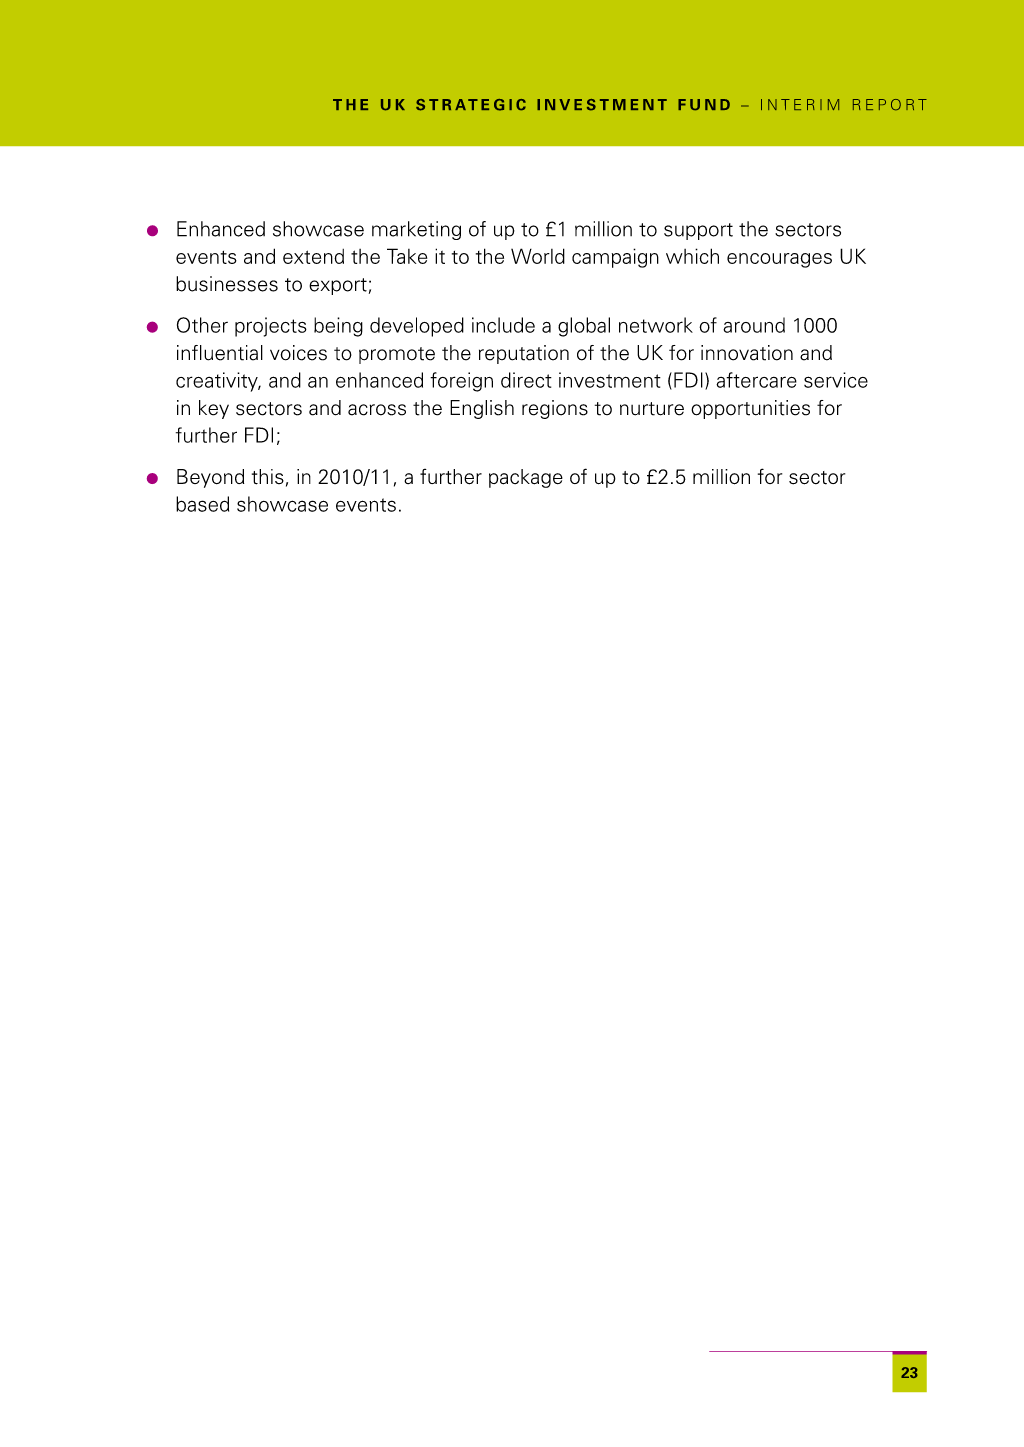 THE UK STRATEGIC INVESTMENT FUND – INTERIM REPORT
● Enhanced showcase marketing of up to £1 million to support the sectors
events and extend the Take it to the World campaign which encourages UK
businesses to export;
● Other projects being developed include a global network of around 1000
influential voices to promote the reputation of the UK for innovation and
creativity, and an enhanced foreign direct investment (FDI) aftercare service
in key sectors and across the English regions to nurture opportunities for
further FDI;
● Beyond this, in 2010/11, a further package of up to £2.5 million for sector
based showcase events.
23